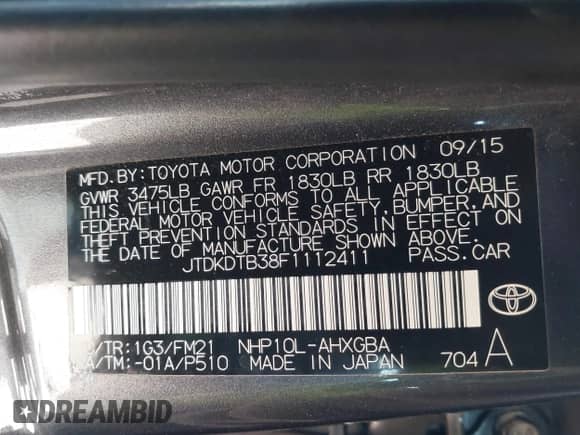 MFD.BY:TOYOTA MOTOR CORPORATION 09/15
GVWR 3475LB GAWR FR 1830LB RR 1830LB
THIS VEHICLE CONFORMS TO ALL APPLICABLE
FEDERAL MOTOR VEHICLE SAFETY,BUMPER,AND
THEFT PREVENTION STANDARDS IN EFFECT ON
THE DATE OF MANUFACTURE SHOWN ABOVE.
JTDKDTB38F1112411 PASS.CAR
/TR:1G3/FM21 NHP10L-AHXGBA
A/TM:-01A/P510 MADE IN JAPAN 704 A
DREAMBID